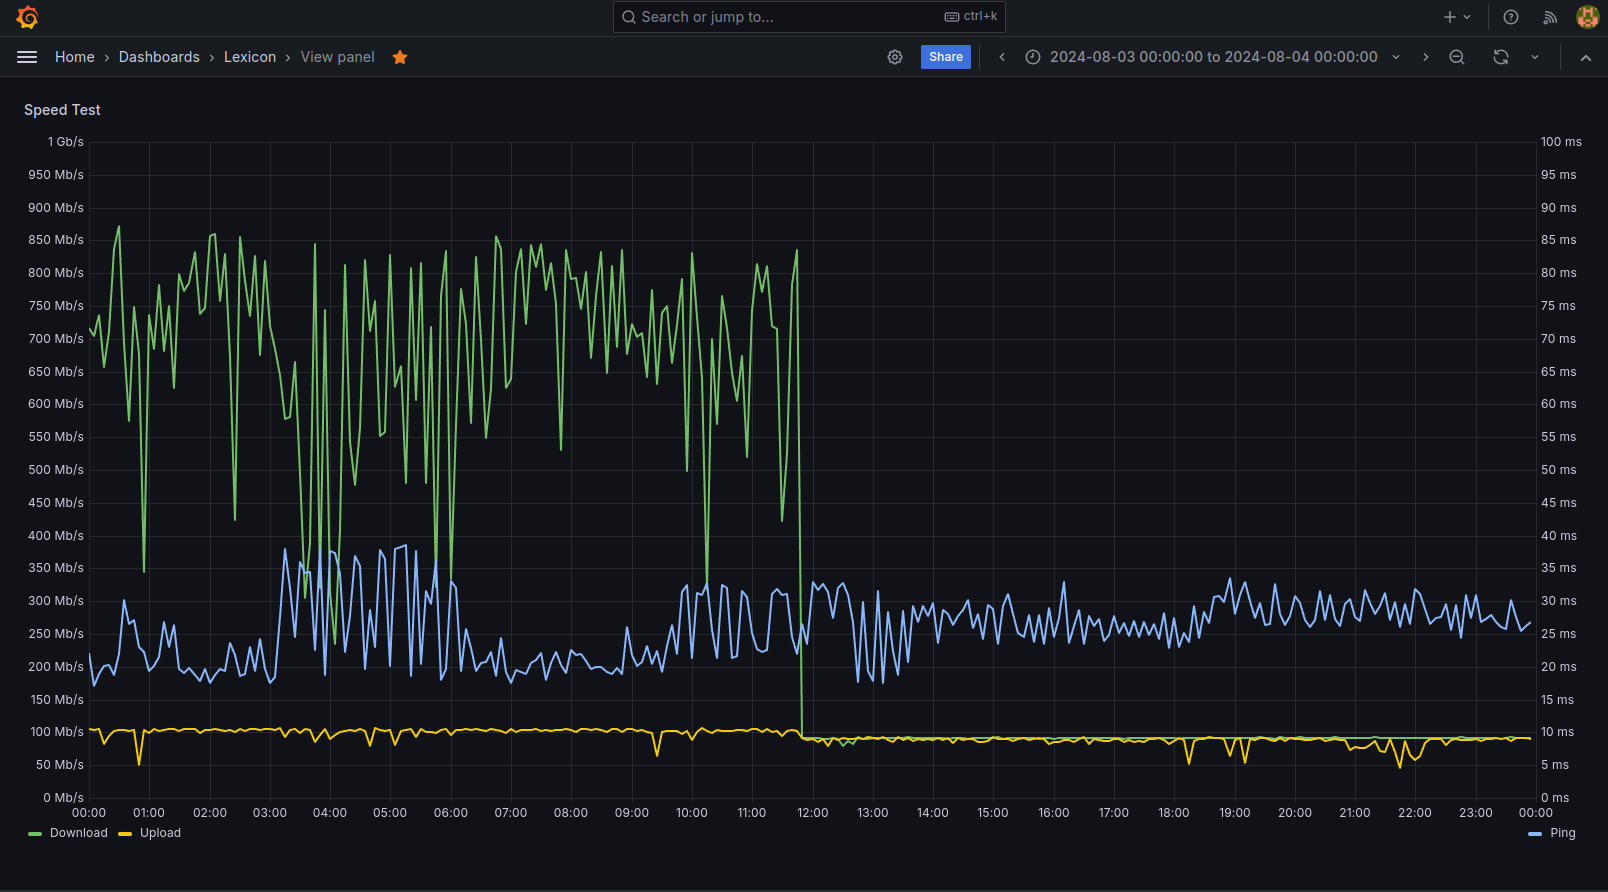 Search or jump to... ctrl+k
Home › Dashboards › Lexicon › View panel
Share
2024-08-03 00:00:00 to 2024-08-04 00:00:00
Speed Test
1 Gb/s 100 ms
950 Mb/s 95 ms
900 Mb/s 90 ms
850 Mb/s 85 ms
800 Mb/s 80 ms
750 Mb/s 75 ms
700 Mb/s 70 ms
650 Mb/s 65 ms
600 Mb/s 60 ms
550 Mb/s 55 ms
500 Mb/s 50 ms
450 Mb/s 45 ms
400 Mb/s 40 ms
350 Mb/s 35 ms
300 Mb/s 30 ms
250 Mb/s 25 ms
200 Mb/s 20 ms
150 Mb/s 15 ms
100 Mb/s 10 ms
50 Mb/s 5 ms
0 Mb/s 0 ms
00:00 01:00 02:00 03:00 04:00 05:00 06:00 07:00 08:00 09:00 10:00 11:00 12:00 13:00 14:00 15:00 16:00 17:00 18:00 19:00 20:00 21:00 22:00 23:00 00:00
Download Upload Ping